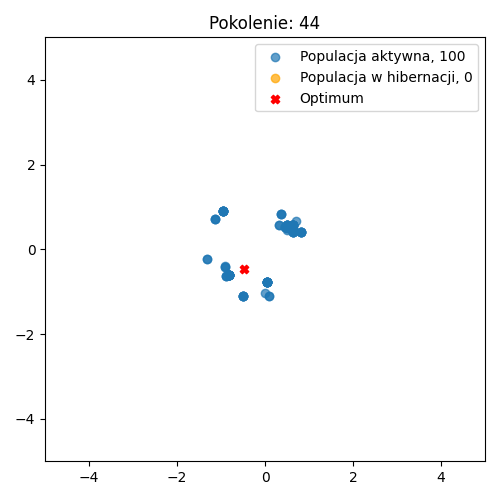 Pokolenie: 44
Populacja aktywna, 100
Populacja w hibernacji, 0
Optimum
4
2
0
−2
−4
−4 −2 0 2 4